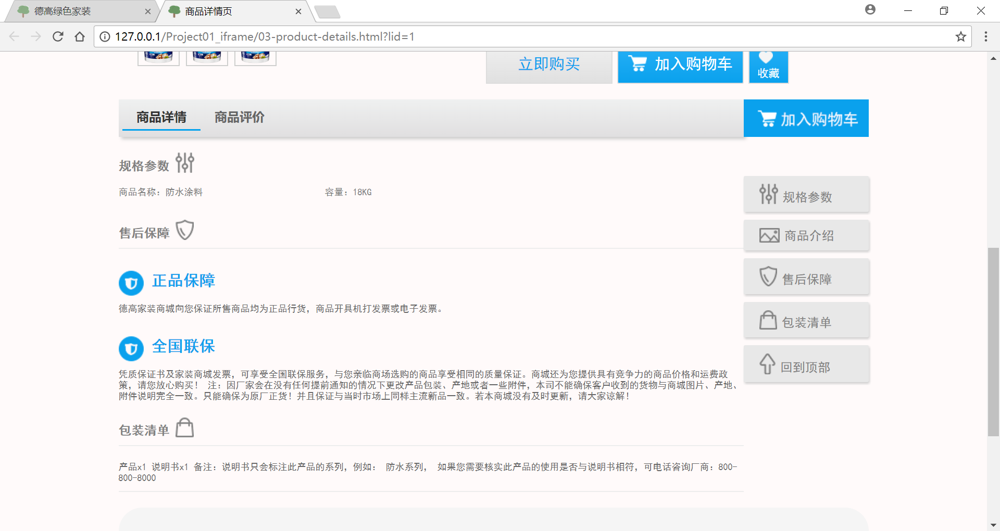 德高绿色家装
商品详情页
127.0.0.1/Project01_iframe/03-product-details.html?lid=1
立即购买
加入购物车
收藏
商品详情 商品评价
加入购物车
规格参数
商品名称：防水涂料 容量：18KG
售后保障
正品保障
德高家装商城向您保证所售商品均为正品行货，商品开具机打发票或电子发票。
全国联保
凭质保证书及家装商城发票，可享受全国联保服务，与您亲临商场选购的商品享受相同的质量保证。商城还为您提供具有竞争力的商品价格和运费政
策，请您放心购买！ 注：因厂家会在没有任何提前通知的情况下更改产品包装、产地或者一些附件，本司不能确保客户收到的货物与商城图片、产地、
附件说明完全一致。只能确保为原厂正货！并且保证与当时市场上同样主流新品一致。若本商城没有及时更新，请大家谅解！
包装清单
产品x1 说明书x1 备注：说明书只会标注此产品的系列，例如： 防水系列， 如果您需要核实此产品的使用是否与说明书相符，可电话咨询厂商：800-
800-8000
规格参数
商品介绍
售后保障
包装清单
回到顶部